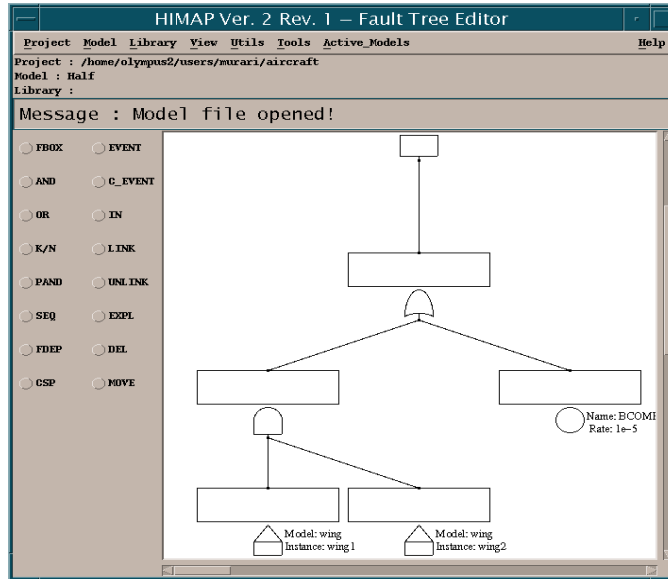 HIMAP Ver. 2 Rev. 1 – Fault Tree Editor
Project Model Library View Utils Tools Active_Models Help
Project : /home/olympus2/users/murari/aircraft
Model : Half
Library :
Message : Model file opened!
FBOX EVENT
AND C_EVENT
OR IN
K/N LINK
PAND UNLINK
SEQ EXPL
FDEP DEL
CSP MOVE
Name: BCOMP
Rate: 1e-5
Model: wing
Instance: wing1
Model: wing
Instance: wing2